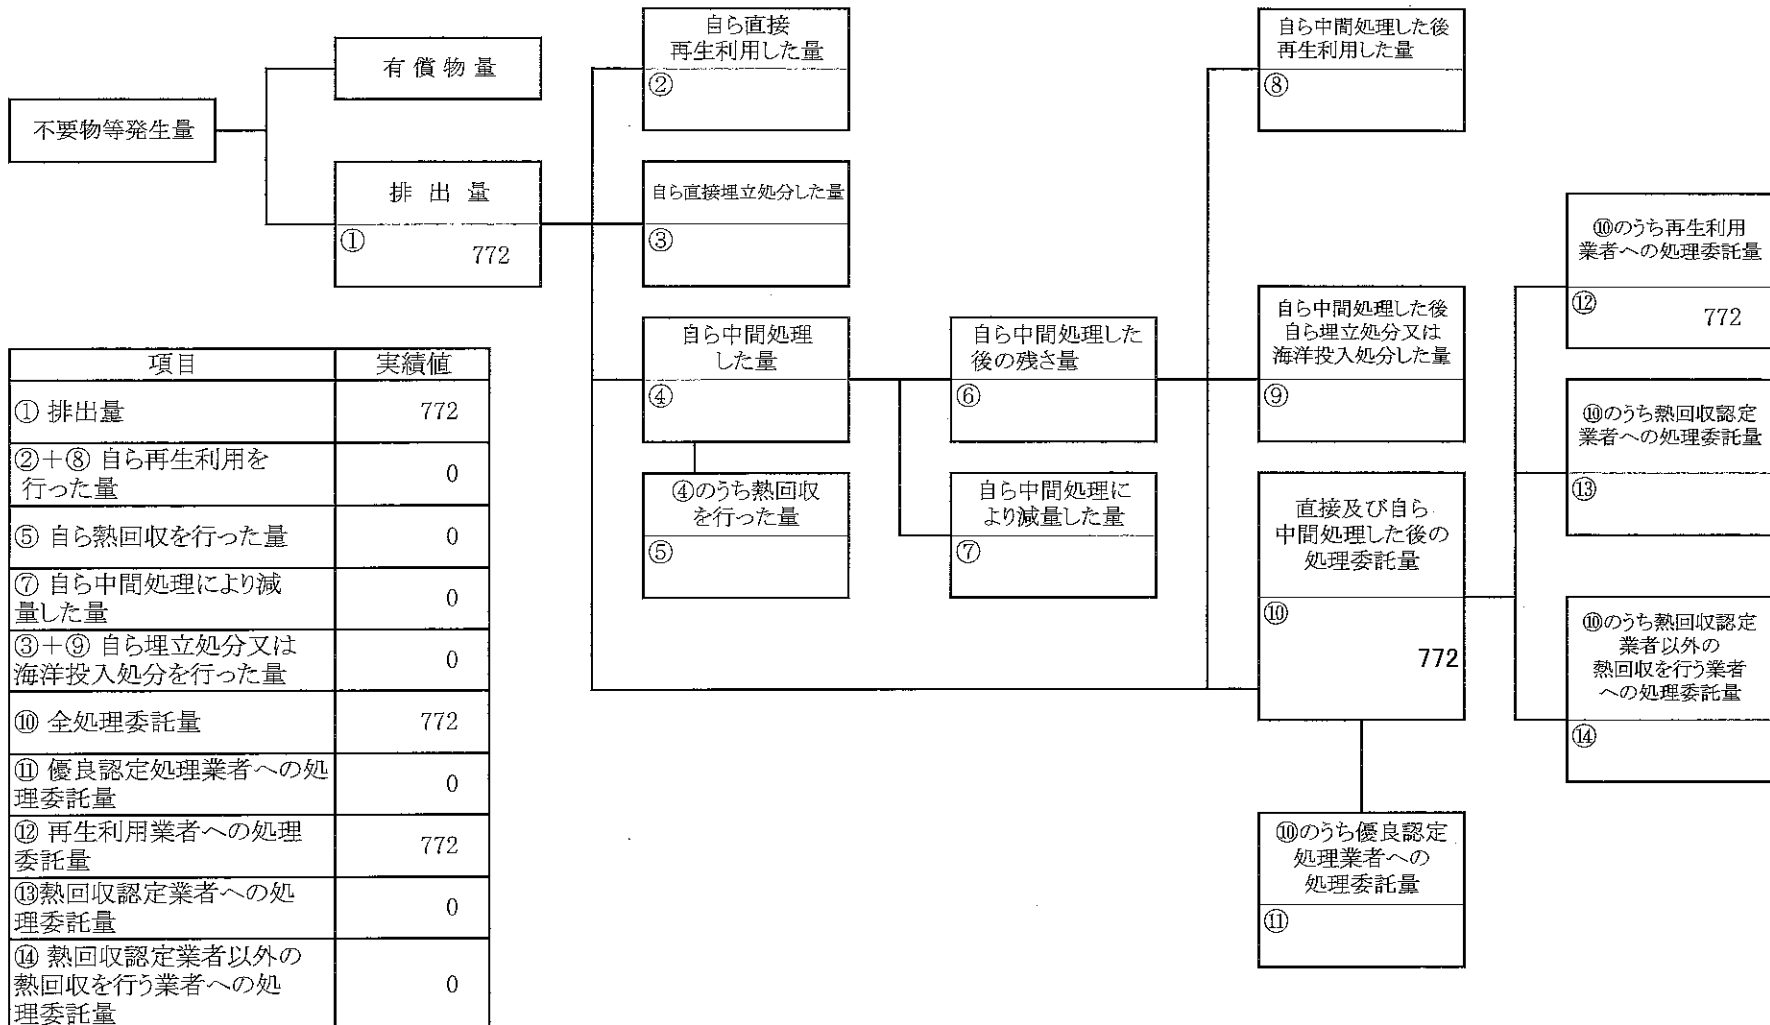 不要物等発生量
有償物量
排出量
①
772
自ら直接
再生利用した量
②
自ら直接埋立処分した量
③
自ら中間処理
した量
④
④のうち熱回収
を行った量
⑤
自ら中間処理した
後の残さ量
⑥
自ら中間処理に
より減量した量
⑦
自ら中間処理した後
再生利用した量
⑧
自ら中間処理した後
自ら埋立処分又は
海洋投入処分した量
⑨
直接及び自ら
中間処理した後の
処理委託量
⑩
772
⑩のうち優良認定
処理業者への
処理委託量
⑪
⑩のうち再生利用
業者への処理委託量
⑫
772
⑩のうち熱回収認定
業者への処理委託量
⑬
⑩のうち熱回収認定
業者以外の
熱回収を行う業者
への処理委託量
⑭
項目 実績値
① 排出量 772
②+⑧ 自ら再生利用を
行った量 0
⑤ 自ら熱回収を行った量 0
⑦ 自ら中間処理により減
量した量 0
③+⑨ 自ら埋立処分又は
海洋投入処分を行った量 0
⑩ 全処理委託量 772
⑪ 優良認定処理業者への処
理委託量 0
⑫ 再生利用業者への処理
委託量 772
⑬熱回収認定業者への処
理委託量 0
⑭ 熱回収認定業者以外の
熱回収を行う業者への処
理委託量 0